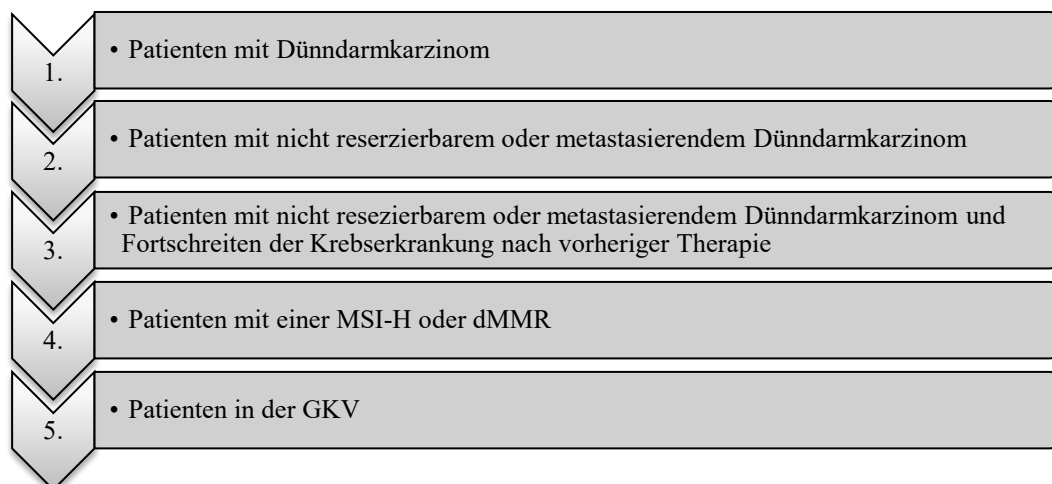 1.
• Patienten mit Dünndarmkarzinom
2.
• Patienten mit nicht reserzierbarem oder metastasierendem Dünndarmkarzinom
3.
• Patienten mit nicht resezierbarem oder metastasierendem Dünndarmkarzinom und
Fortschreiten der Krebserkrankung nach vorheriger Therapie
4.
• Patienten mit einer MSI-H oder dMMR
5.
• Patienten in der GKV